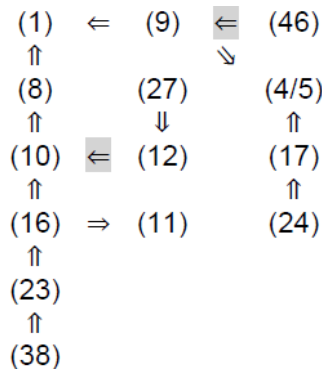 (1) ⇐ (9) ⇐ (46)
⇑ ⇘
(8) (27) (4/5)
⇑ ⇓ ⇑
(10) ⇐ (12) (17)
⇑ ⇑
(16) ⇒ (11) (24)
⇑
(23)
⇑
(38)